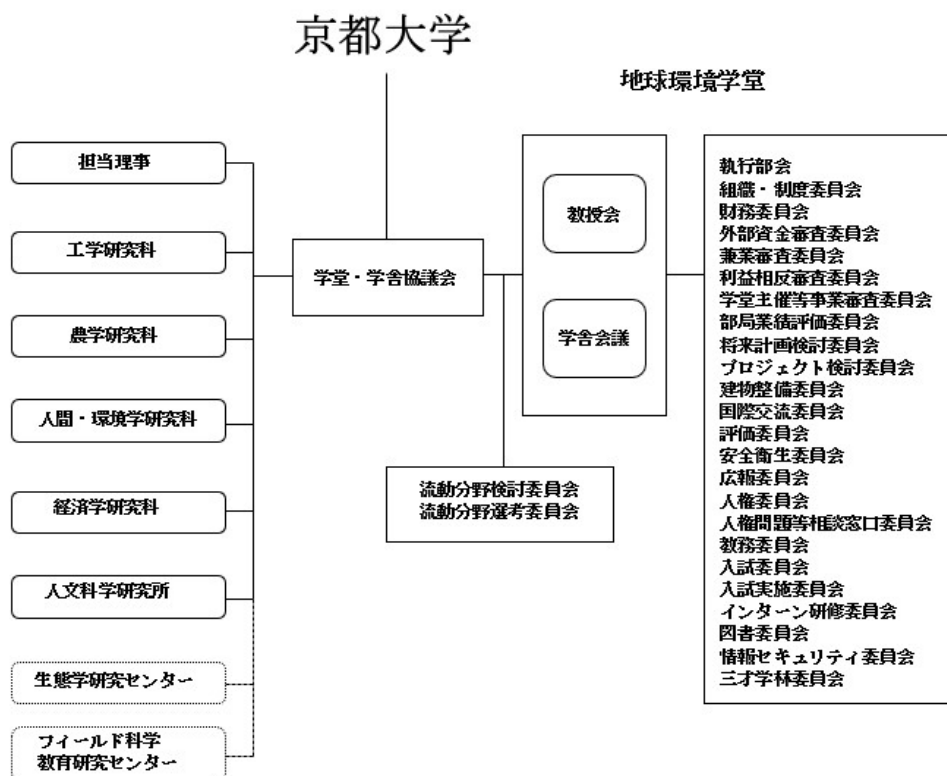 京都大学
地球環境学堂
担当理事
工学研究科
農学研究科
人間・環境学研究科
経済学研究科
人文科学研究所
生態学研究センター
フィールド科学
教育研究センター
学堂・学舎協議会
流動分野検討委員会
流動分野選考委員会
教授会
学舎会議
執行部会
組織・制度委員会
財務委員会
外部資金審査委員会
兼業審査委員会
利益相反審査委員会
学堂主催等事業審査委員会
部局業績評価委員会
将来計画検討委員会
プロジェクト検討委員会
建物整備委員会
国際交流委員会
評価委員会
安全衛生委員会
広報委員会
人権委員会
人権問題等相談窓口委員会
教務委員会
入試委員会
入試実施委員会
インターン研修委員会
図書委員会
情報セキュリティ委員会
三才学林委員会